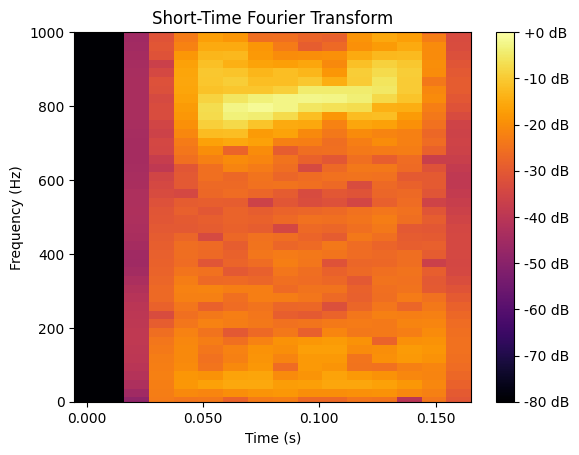 Short-Time Fourier Transform
1000
800
600
400
200
0
Frequency (Hz)
0.000
0.050
0.100
0.150
Time (s)
+0 dB
-10 dB
-20 dB
-30 dB
-40 dB
-50 dB
-60 dB
-70 dB
-80 dB